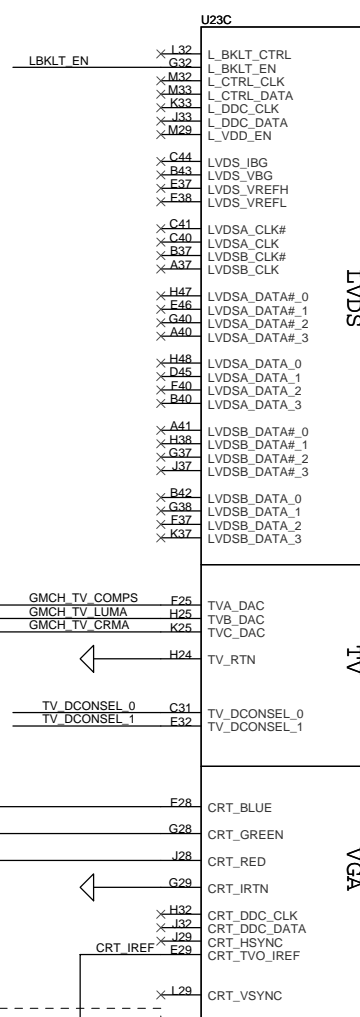 U23C
LBKLT_EN
L32 L_BKLT_CTRL
G32 L_BKLT_EN
M32 L_CTRL_CLK
M33 L_CTRL_DATA
K33 L_DDC_CLK
J33 L_DDC_DATA
M29 L_VDD_EN
C44 LVDS_IBG
B43 LVDS_VBG
E37 LVDS_VREFH
E38 LVDS_VREFL
C41 LVDSA_CLK#
C40 LVDSA_CLK
B37 LVDSB_CLK#
A37 LVDSB_CLK
H47 LVDSA_DATA#_0
E46 LVDSA_DATA#_1
G40 LVDSA_DATA#_2
A40 LVDSA_DATA#_3
LVDS
H48 LVDSA_DATA_0
D45 LVDSA_DATA_1
F40 LVDSA_DATA_2
B40 LVDSA_DATA_3
A41 LVDSB_DATA#_0
H38 LVDSB_DATA#_1
G37 LVDSB_DATA#_2
J37 LVDSB_DATA#_3
B42 LVDSB_DATA_0
G38 LVDSB_DATA_1
F37 LVDSB_DATA_2
K37 LVDSB_DATA_3
GMCH_TV_COMPS F25 TVA_DAC
GMCH_TV_LUMA H25 TVB_DAC
GMCH_TV_CRMA K25 TVC_DAC
H24 TV_RTN
TV
TV_DCONSEL_0 C31 TV_DCONSEL_0
TV_DCONSEL_1 E32 TV_DCONSEL_1
E28 CRT_BLUE
G28 CRT_GREEN
J28 CRT_RED
VGA
G29 CRT_IRTN
H32 CRT_DDC_CLK
J32 CRT_DDC_DATA
J29 CRT_HSYNC
CRT_IREF E29 CRT_TVO_IREF
L29 CRT_VSYNC